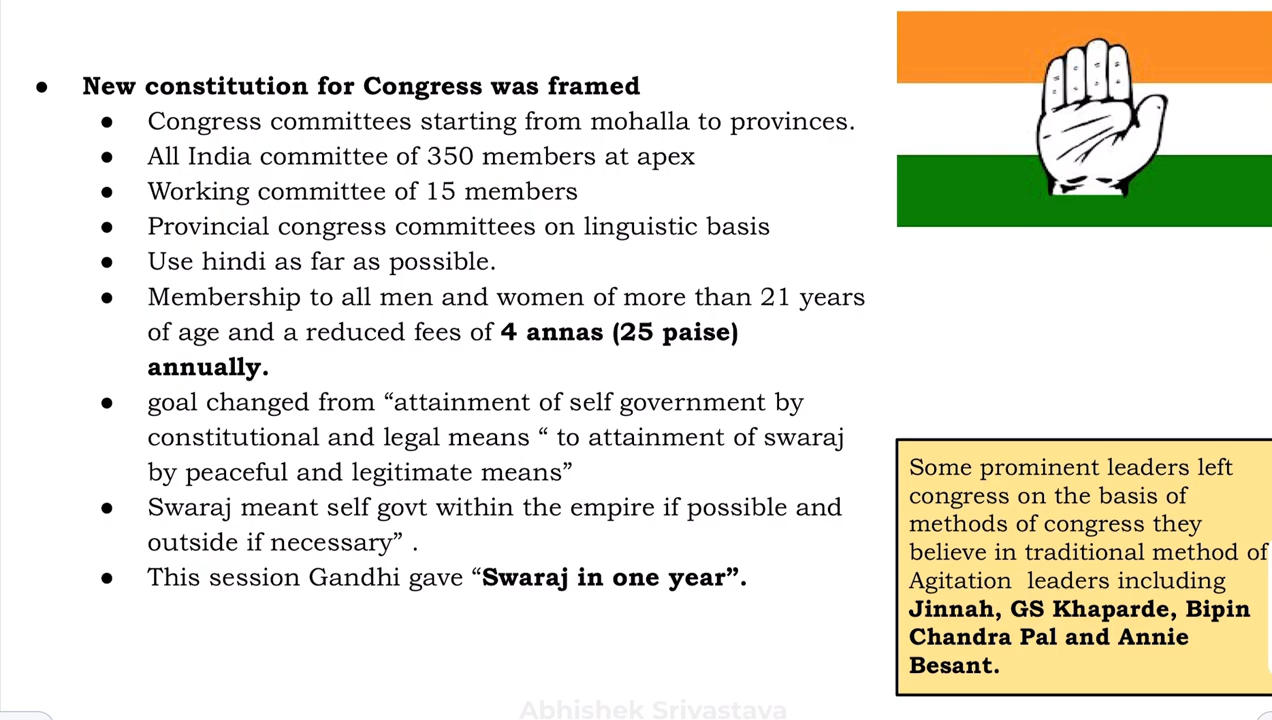 ● New constitution for Congress was framed
● Congress committees starting from mohalla to provinces.
● All India committee of 350 members at apex
● Working committee of 15 members
● Provincial congress committees on linguistic basis
● Use hindi as far as possible.
● Membership to all men and women of more than 21 years
of age and a reduced fees of 4 annas (25 paise)
annually.
● goal changed from “attainment of self government by
constitutional and legal means “ to attainment of swaraj
by peaceful and legitimate means”
● Swaraj meant self govt within the empire if possible and
outside if necessary” .
● This session Gandhi gave “Swaraj in one year”.
Some prominent leaders left
congress on the basis of
methods of congress they
believe in traditional method of
Agitation leaders including
Jinnah, GS Khaparde, Bipin
Chandra Pal and Annie
Besant.
Abhishek Srivastava